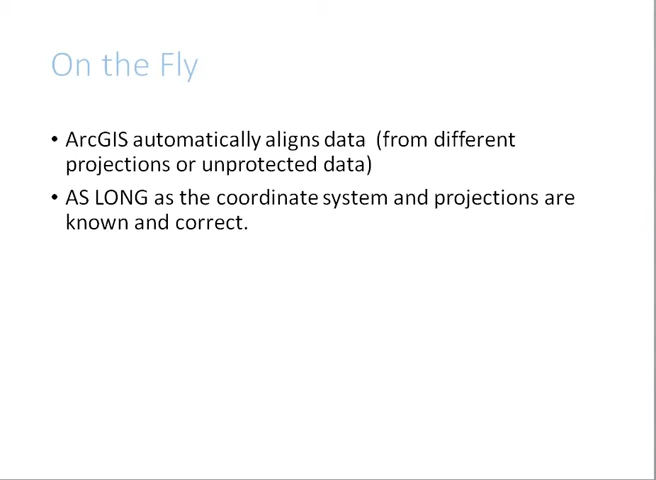 On the Fly
• ArcGIS automatically aligns data (from different
projections or unprotected data)
• AS LONG as the coordinate system and projections are
known and correct.